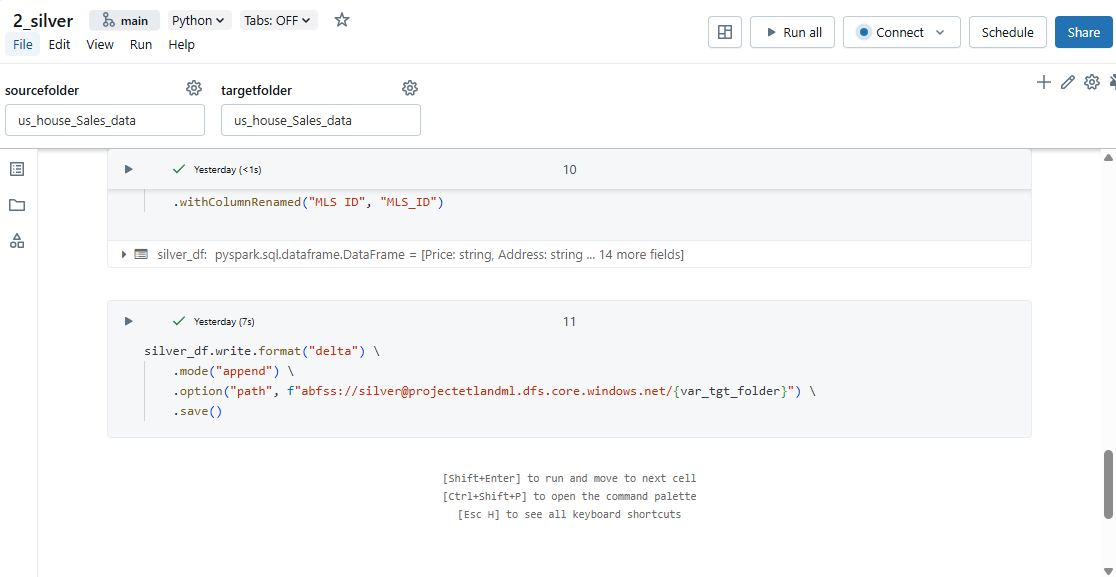 2_silver main Python Tabs: OFF
File Edit View Run Help
Run all Connect Schedule Share
sourcefolder targetfolder
us_house_Sales_data us_house_Sales_data
Yesterday (<1s) 10
.withColumnRenamed("MLS ID", "MLS_ID")
silver_df: pyspark.sql.dataframe.DataFrame = [Price: string, Address: string ... 14 more fields]
Yesterday (7s) 11
silver_df.write.format("delta") \
.mode("append") \
.option("path", f"abfss://silver@projectetlandml.dfs.core.windows.net/{var_tgt_folder}") \
.save()
[Shift+Enter] to run and move to next cell
[Ctrl+Shift+P] to open the command palette
[Esc H] to see all keyboard shortcuts